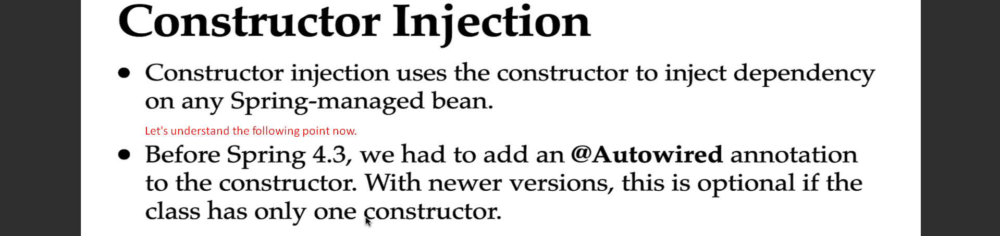 Constructor Injection
● Constructor injection uses the constructor to inject dependency
on any Spring-managed bean.
Let's understand the following point now.
● Before Spring 4.3, we had to add an @Autowired annotation
to the constructor. With newer versions, this is optional if the
class has only one constructor.